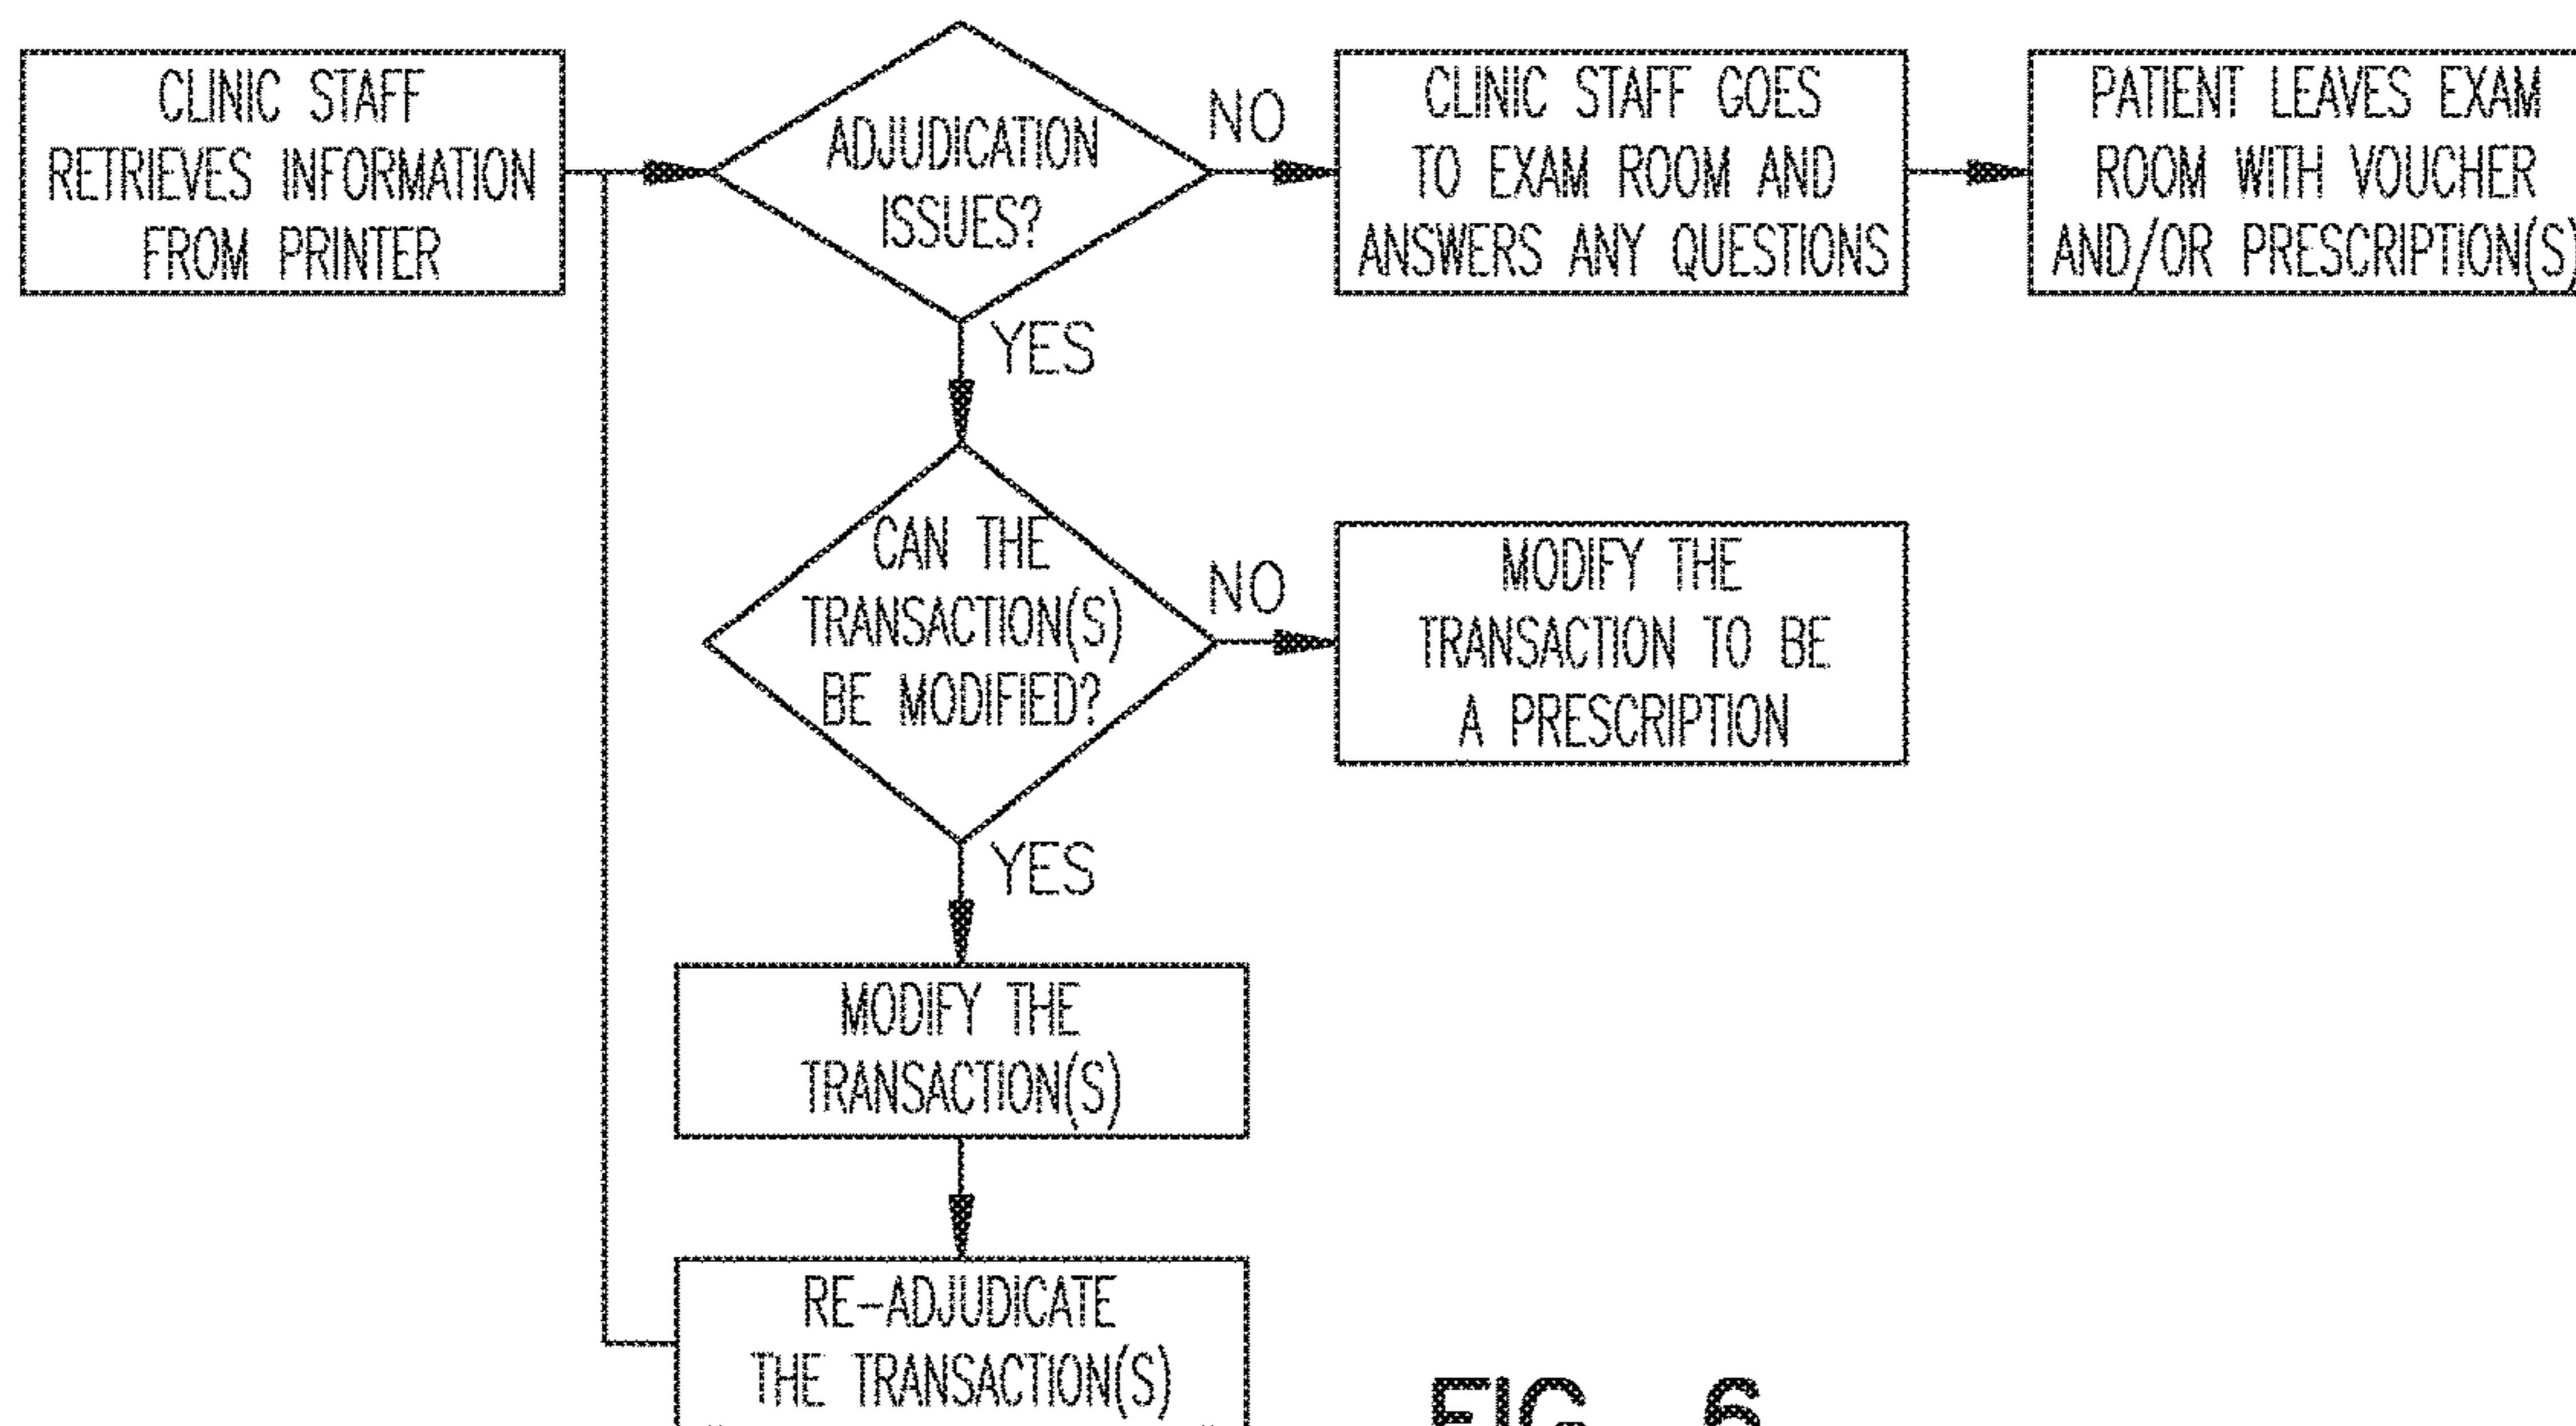 CLINIC STAFF
RETRIEVES INFORMATION
FROM PRINTER
ADJUDICATION
ISSUES?
NO
CLINIC STAFF GOES
TO EXAM ROOM AND
ANSWERS ANY QUESTIONS
PATIENT LEAVES EXAM
ROOM WITH VOUCHER
AND/OR PRESCRIPTION(S)
YES
CAN THE
TRANSACTION(S)
BE MODIFIED?
NO
MODIFY THE
TRANSACTION TO BE
A PRESCRIPTION
YES
MODIFY THE
TRANSACTION(S)
RE-ADJUDICATE
THE TRANSACTION(S)
FIG. 6